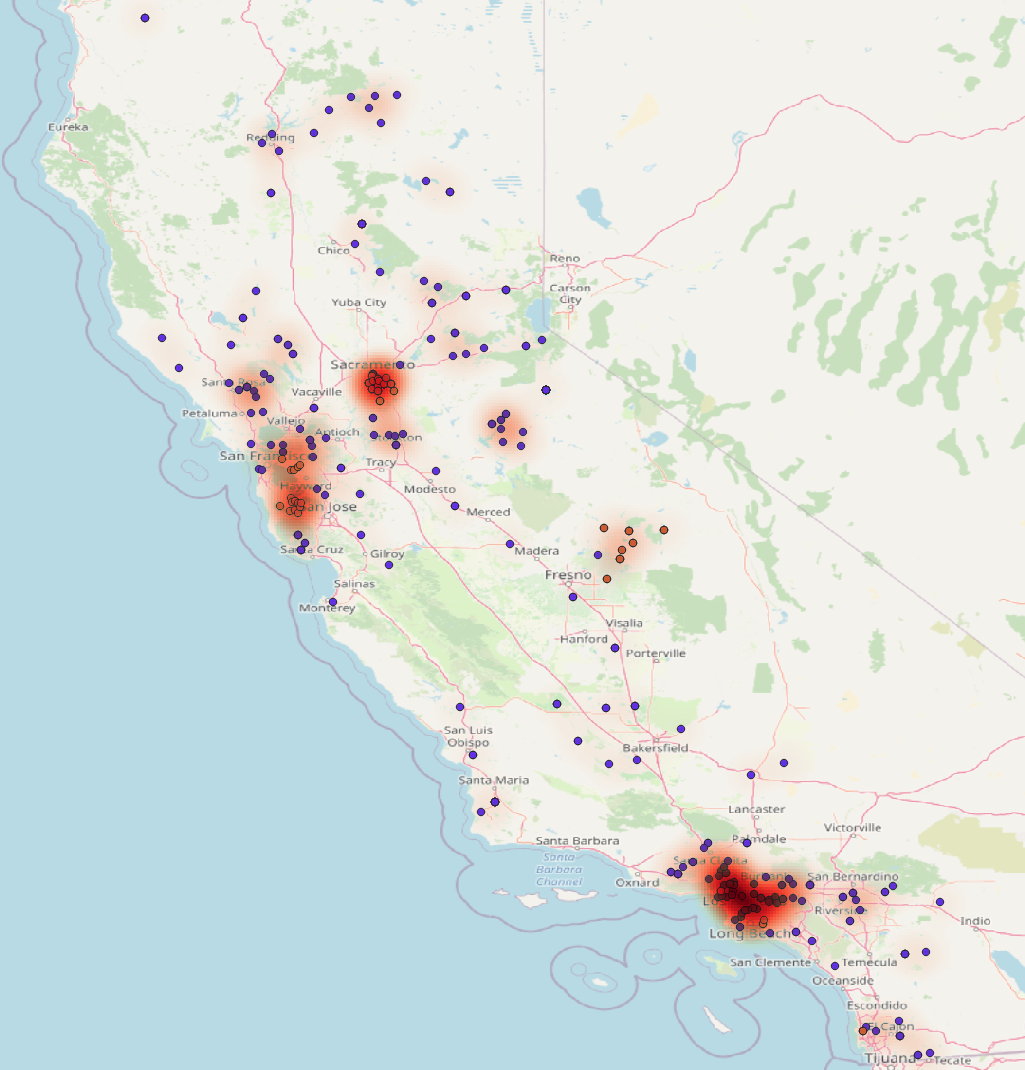 Eureka
Redding
Chico
Reno
Carson
City
Yuba City
Sacramento
Santa Rosa
Vacaville
Petaluma
Vallejo
Antioch
San Francisco
Tracy
Hayward
Modesto
San Jose
Merced
Santa Cruz
Gilroy
Madera
Fresno
Salinas
Monterey
Visalia
Hanford
Porterville
San Luis
Obispo
Bakersfield
Santa Maria
Lancaster
Palmdale
Victorville
Santa Barbara
Santa
Barbara
Channel
Santa Clarita
Oxnard
Burbank
San Bernardino
Riverside
Long Beach
Indio
San Clemente
Temecula
Oceanside
Escondido
El Cajon
Tijuana
Tecate